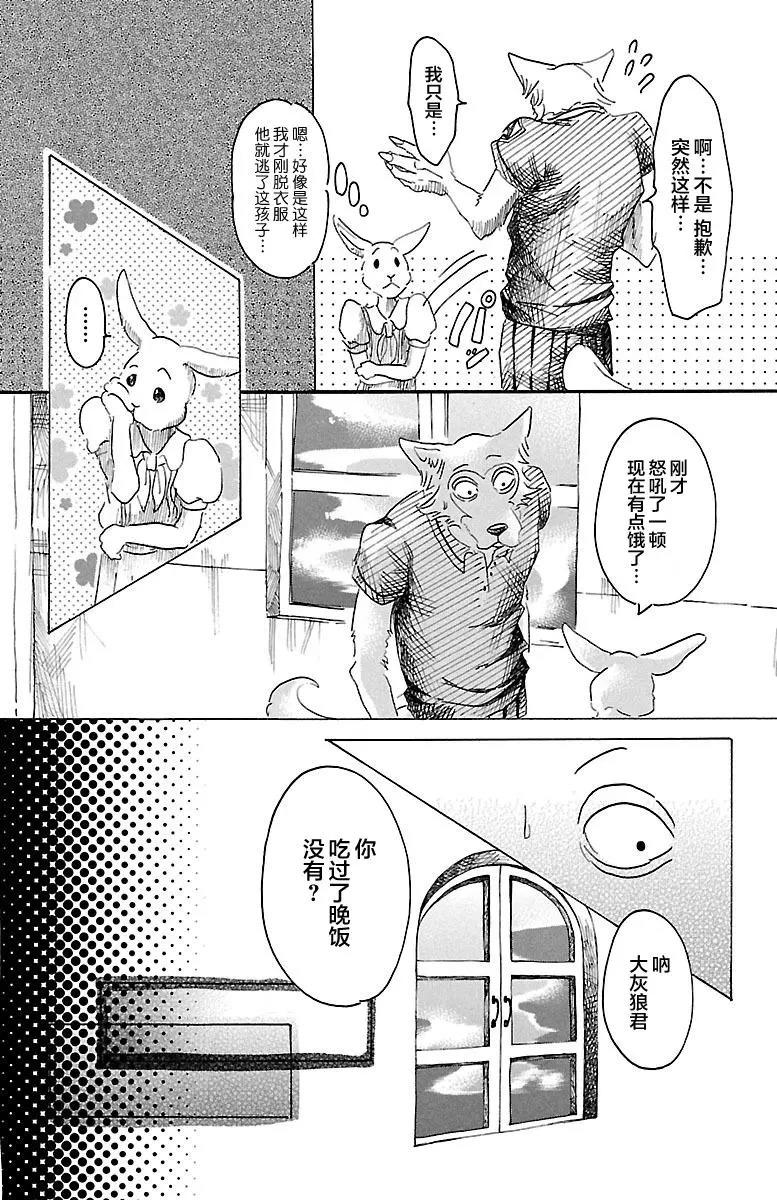 啊…不是 抱歉…
突然这样…
我只是…
嗯…好像是这样
我才刚脱衣服
他就逃了这孩子…
バッ
……
刚才
怒吼了一顿
现在有点饿了…
呐
大灰狼君
你
吃过了晚饭
没有？